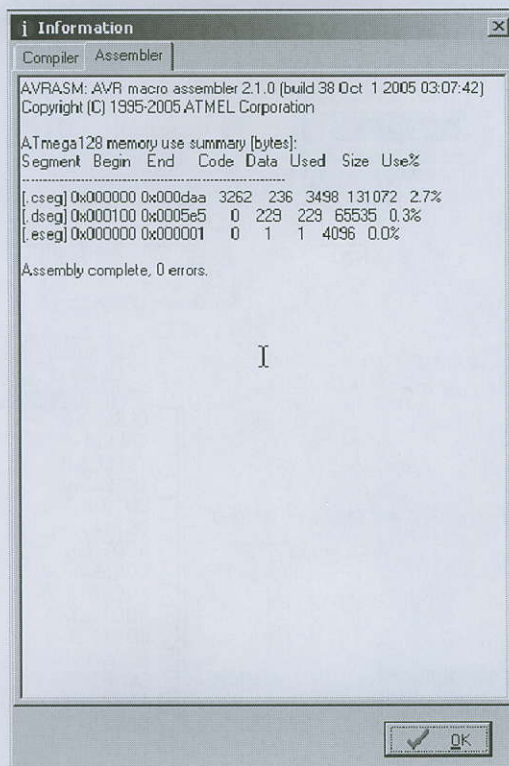 i Information
Compiler Assembler
AVRASM: AVR macro assembler 2.1.0 (build 38 Oct 1 2005 03:07:42)
Copyright (C) 1995-2005 ATMEL Corporation
ATmega128 memory use summary [bytes]:
Segment Begin End Code Data Used Size Use%
---------------------------------------------------------------
[.cseg] 0x000000 0x000daa 3262 236 3498 131072 2.7%
[.dseg] 0x000100 0x0005e5 0 229 229 65535 0.3%
[.eseg] 0x000000 0x000001 0 1 1 4096 0.0%
Assembly complete, 0 errors.
OK